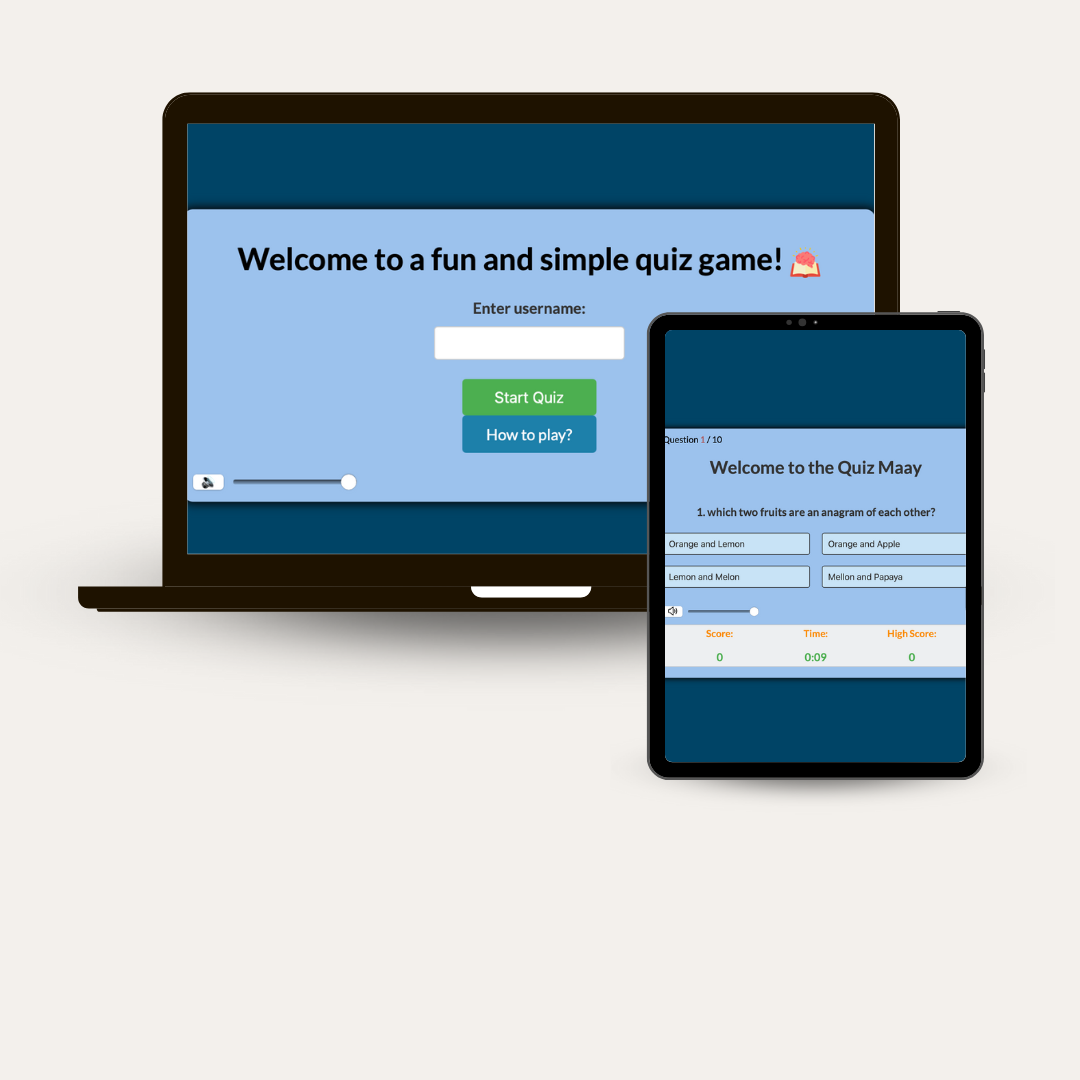 Welcome to a fun and simple quiz game!
Enter username:
Start Quiz
How to play?
Question 1 / 10
Welcome to the Quiz Maay
1. which two fruits are an anagram of each other?
Orange and Lemon
Orange and Apple
Lemon and Melon
Mellon and Papaya
Score:
Time:
High Score:
0
0:09
0